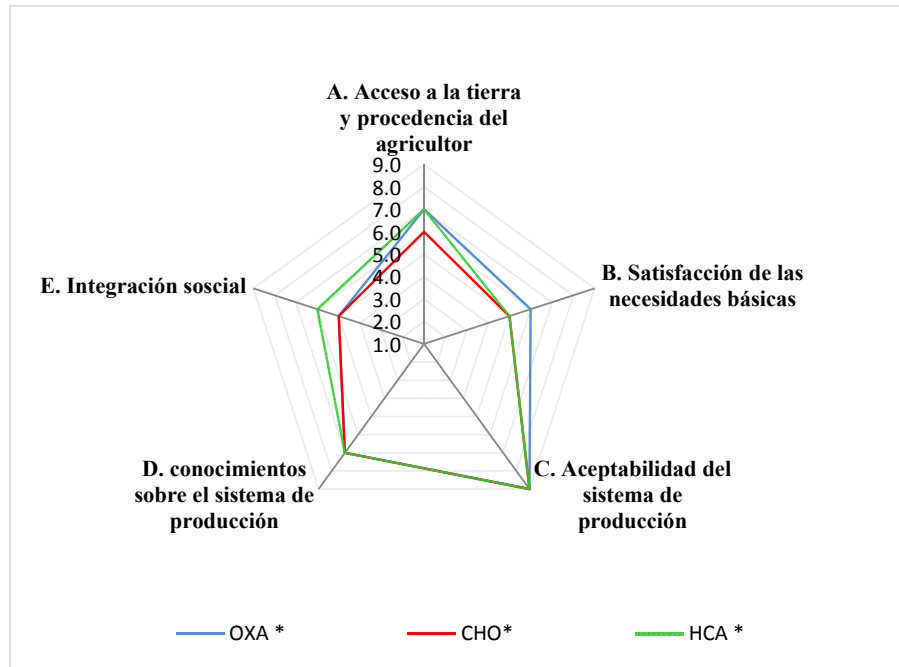 A. Acceso a la tierra
y procedencia del
agricultor
9.0
8.0
7.0
6.0
5.0
4.0
3.0
2.0
1.0
B. Satisfacción de las
necesidades básicas
C. Aceptabilidad del
sistema de
producción
D. conocimientos
sobre el sistema de
producción
E. Integración soscial
OXA *
CHO*
HCA *